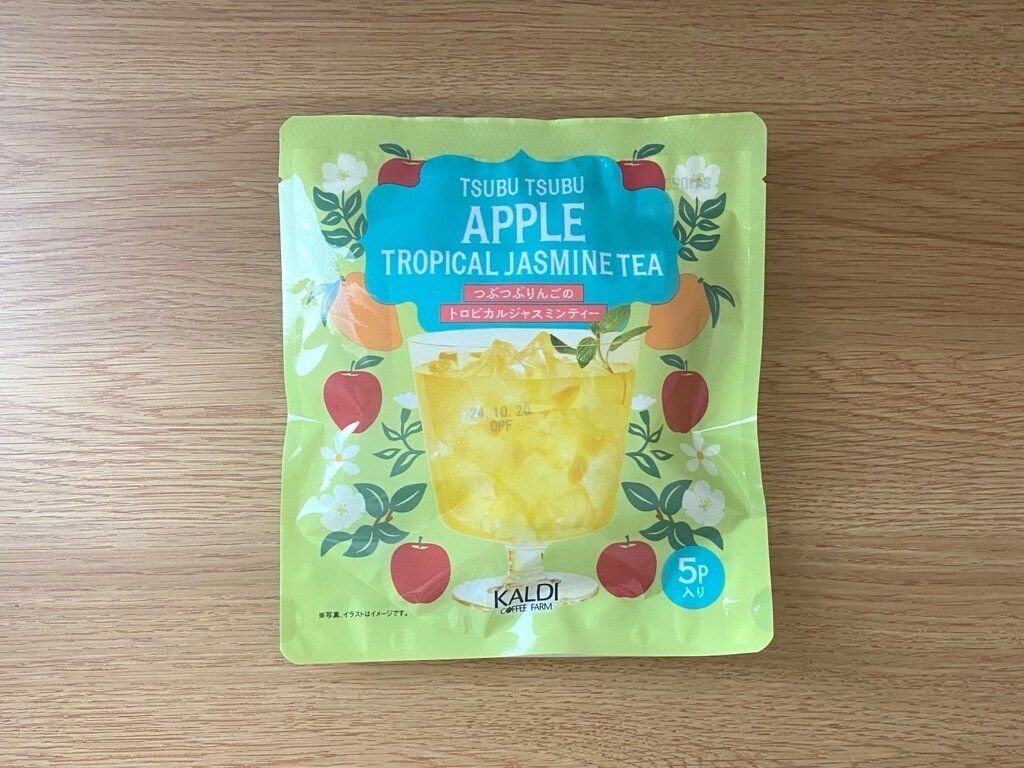 TSUBU TSUBU
APPLE
TROPICAL JASMINE TEA
つぶつぶりんごの
トロピカルジャスミンティー
24.10.20
OPF
5P
入り
KALDI
COFFEE FARM
※写真、イラストはイメージです。